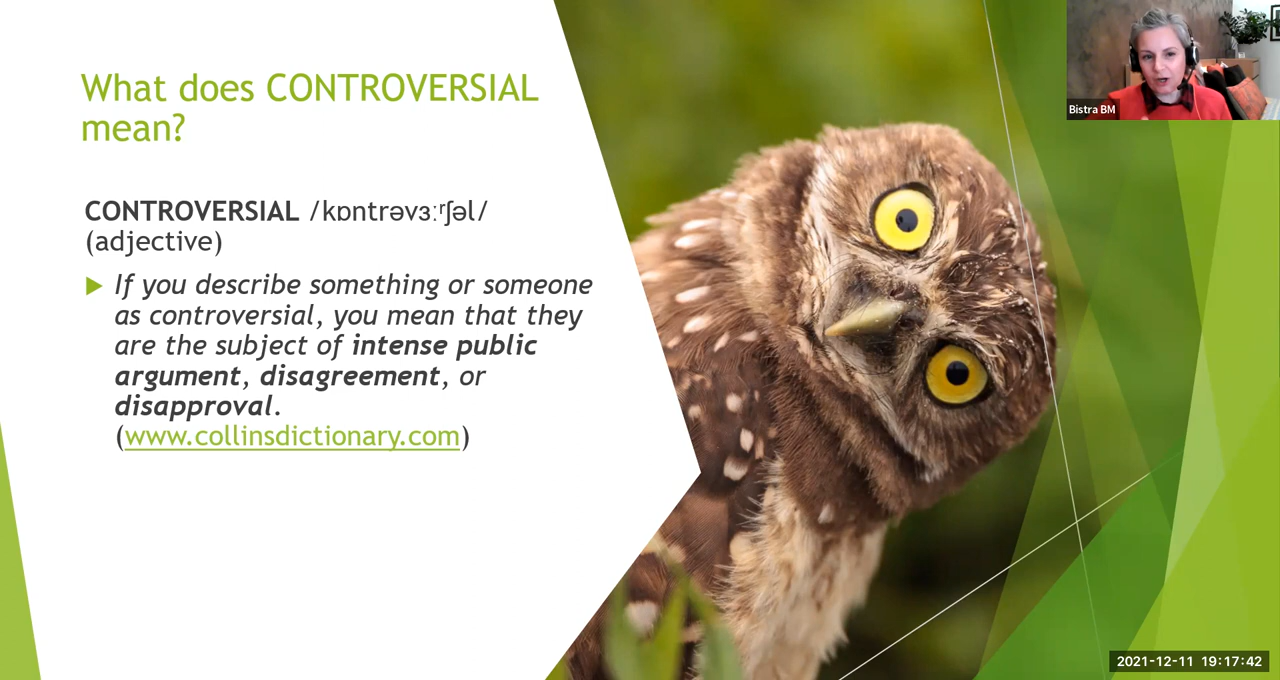 What does CONTROVERSIAL
mean?
CONTROVERSIAL /kɒntrəvɜːʳʃəl/
(adjective)
If you describe something or someone
as controversial, you mean that they
are the subject of intense public
argument, disagreement, or
disapproval.
(www.collinsdictionary.com)
Bistra BM
2021-12-11 19:17:42